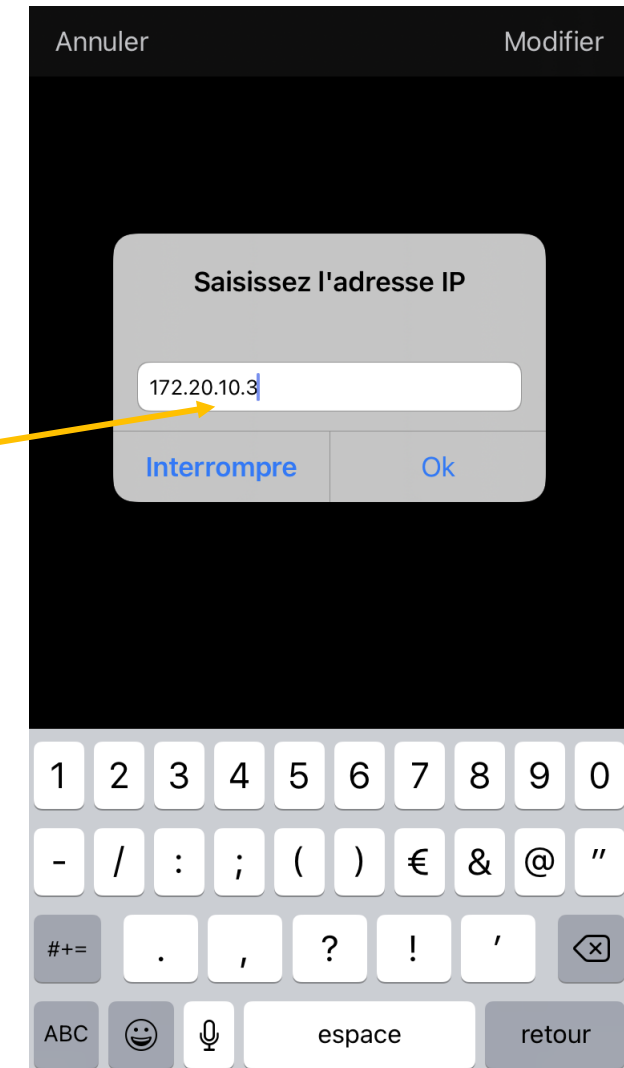 Annuler Modifier
Saisissez l'adresse IP
172.20.10.3
Interrompre Ok
1 2 3 4 5 6 7 8 9 0
- / : ; ( ) € & @ "
#+= . , ? ! '
ABC espace retour